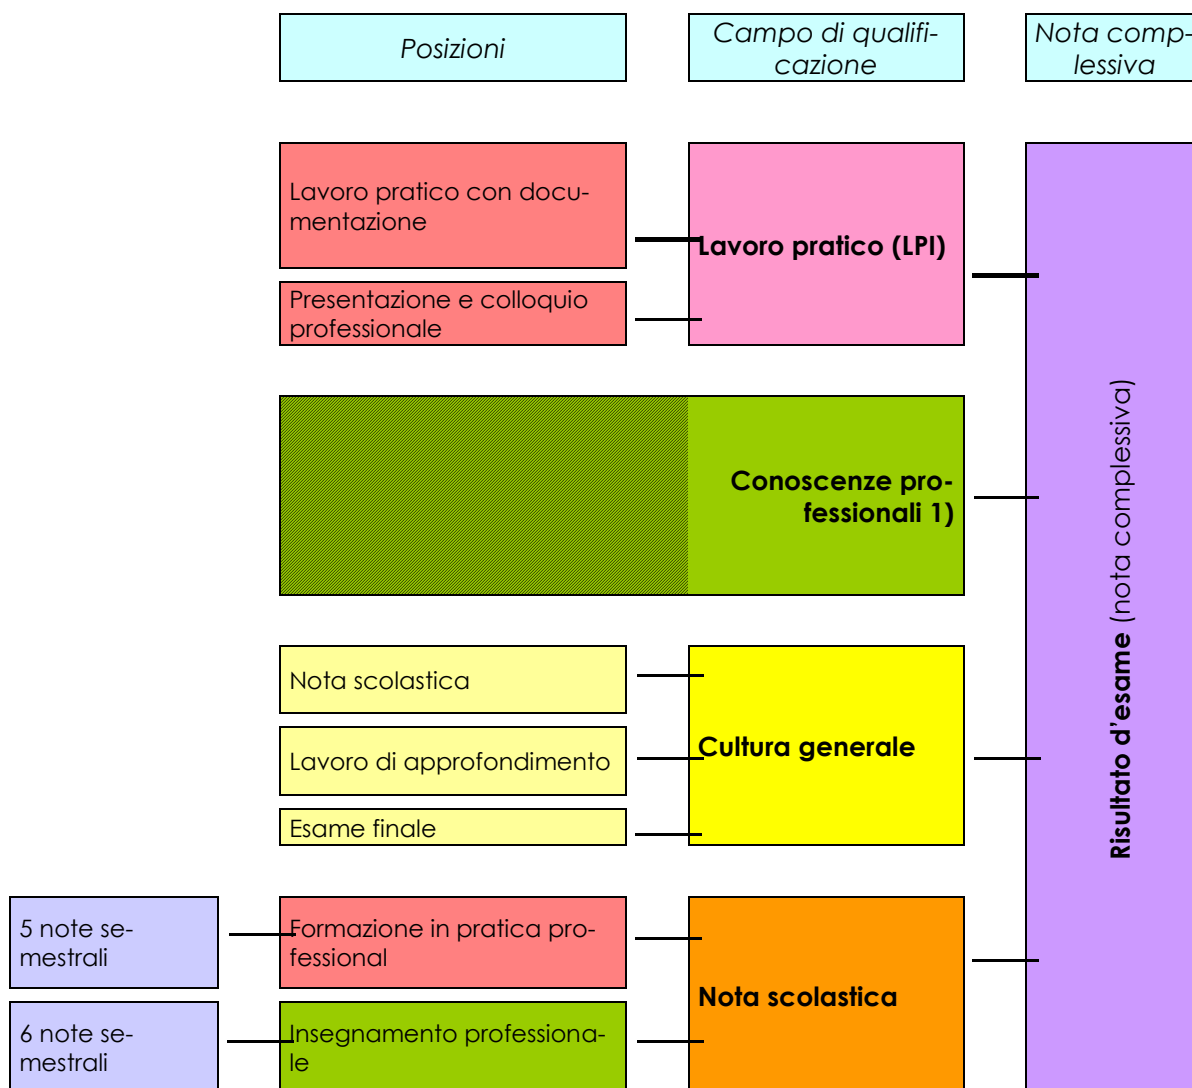 Posizioni
Campo di qualifi-
cazione
Nota comp-
lessiva
Lavoro pratico con docu-
mentazione
Lavoro pratico (LPI)
Presentazione e colloquio
professionale
Conoscenze pro-
fessionali 1)
Risultato d'esame (nota complessiva)
Nota scolastica
Lavoro di approfondimento
Cultura generale
Esame finale
5 note se-
mestrali
Formazione in pratica pro-
fessional
Nota scolastica
6 note se-
mestrali
Insegnamento professiona-
le